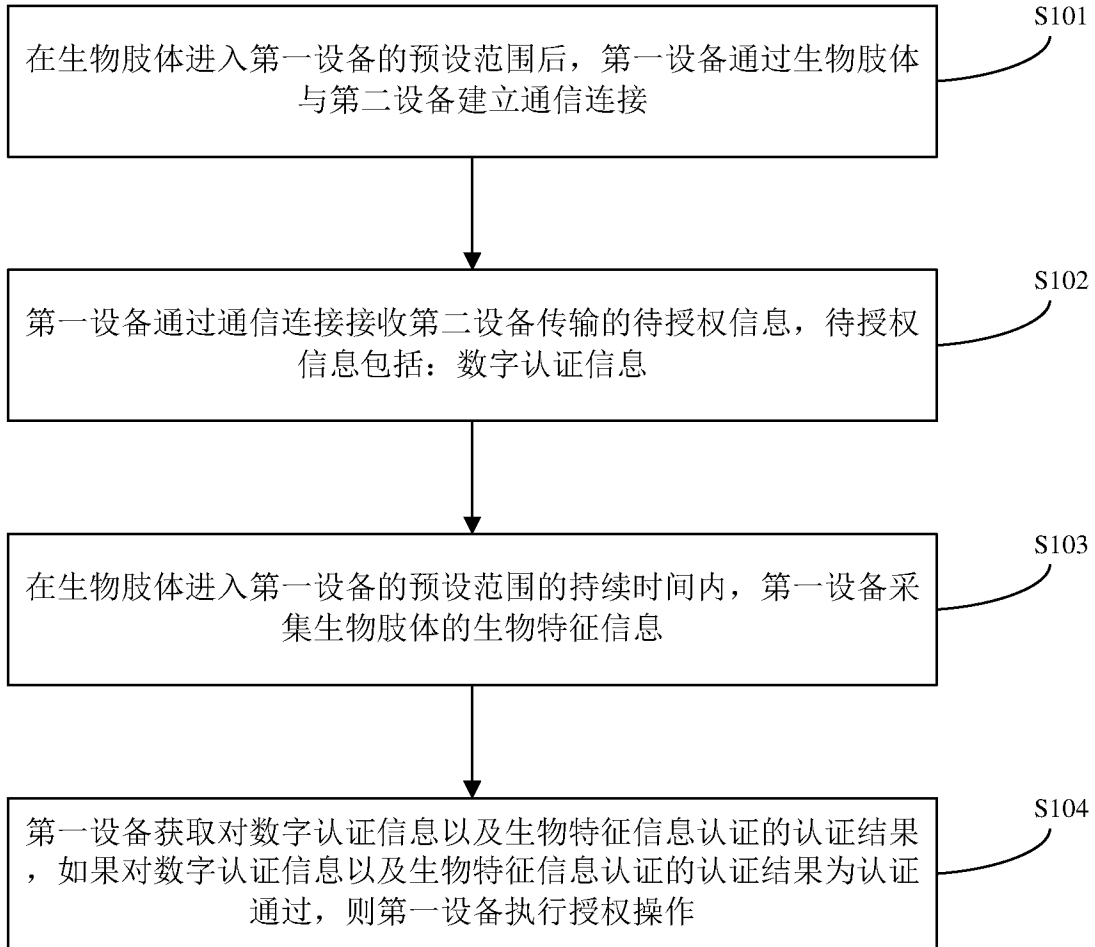 S101
在生物肢体进入第一设备的预设范围后，第一设备通过生物肢体
与第二设备建立通信连接
S102
第一设备通过通信连接接收第二设备传输的待授权信息，待授权
信息包括：数字认证信息
S103
在生物肢体进入第一设备的预设范围的持续时间内，第一设备采
集生物肢体的生物特征信息
S104
第一设备获取对数字认证信息以及生物特征信息认证的认证结果
，如果对数字认证信息以及生物特征信息认证的认证结果为认证
通过，则第一设备执行授权操作